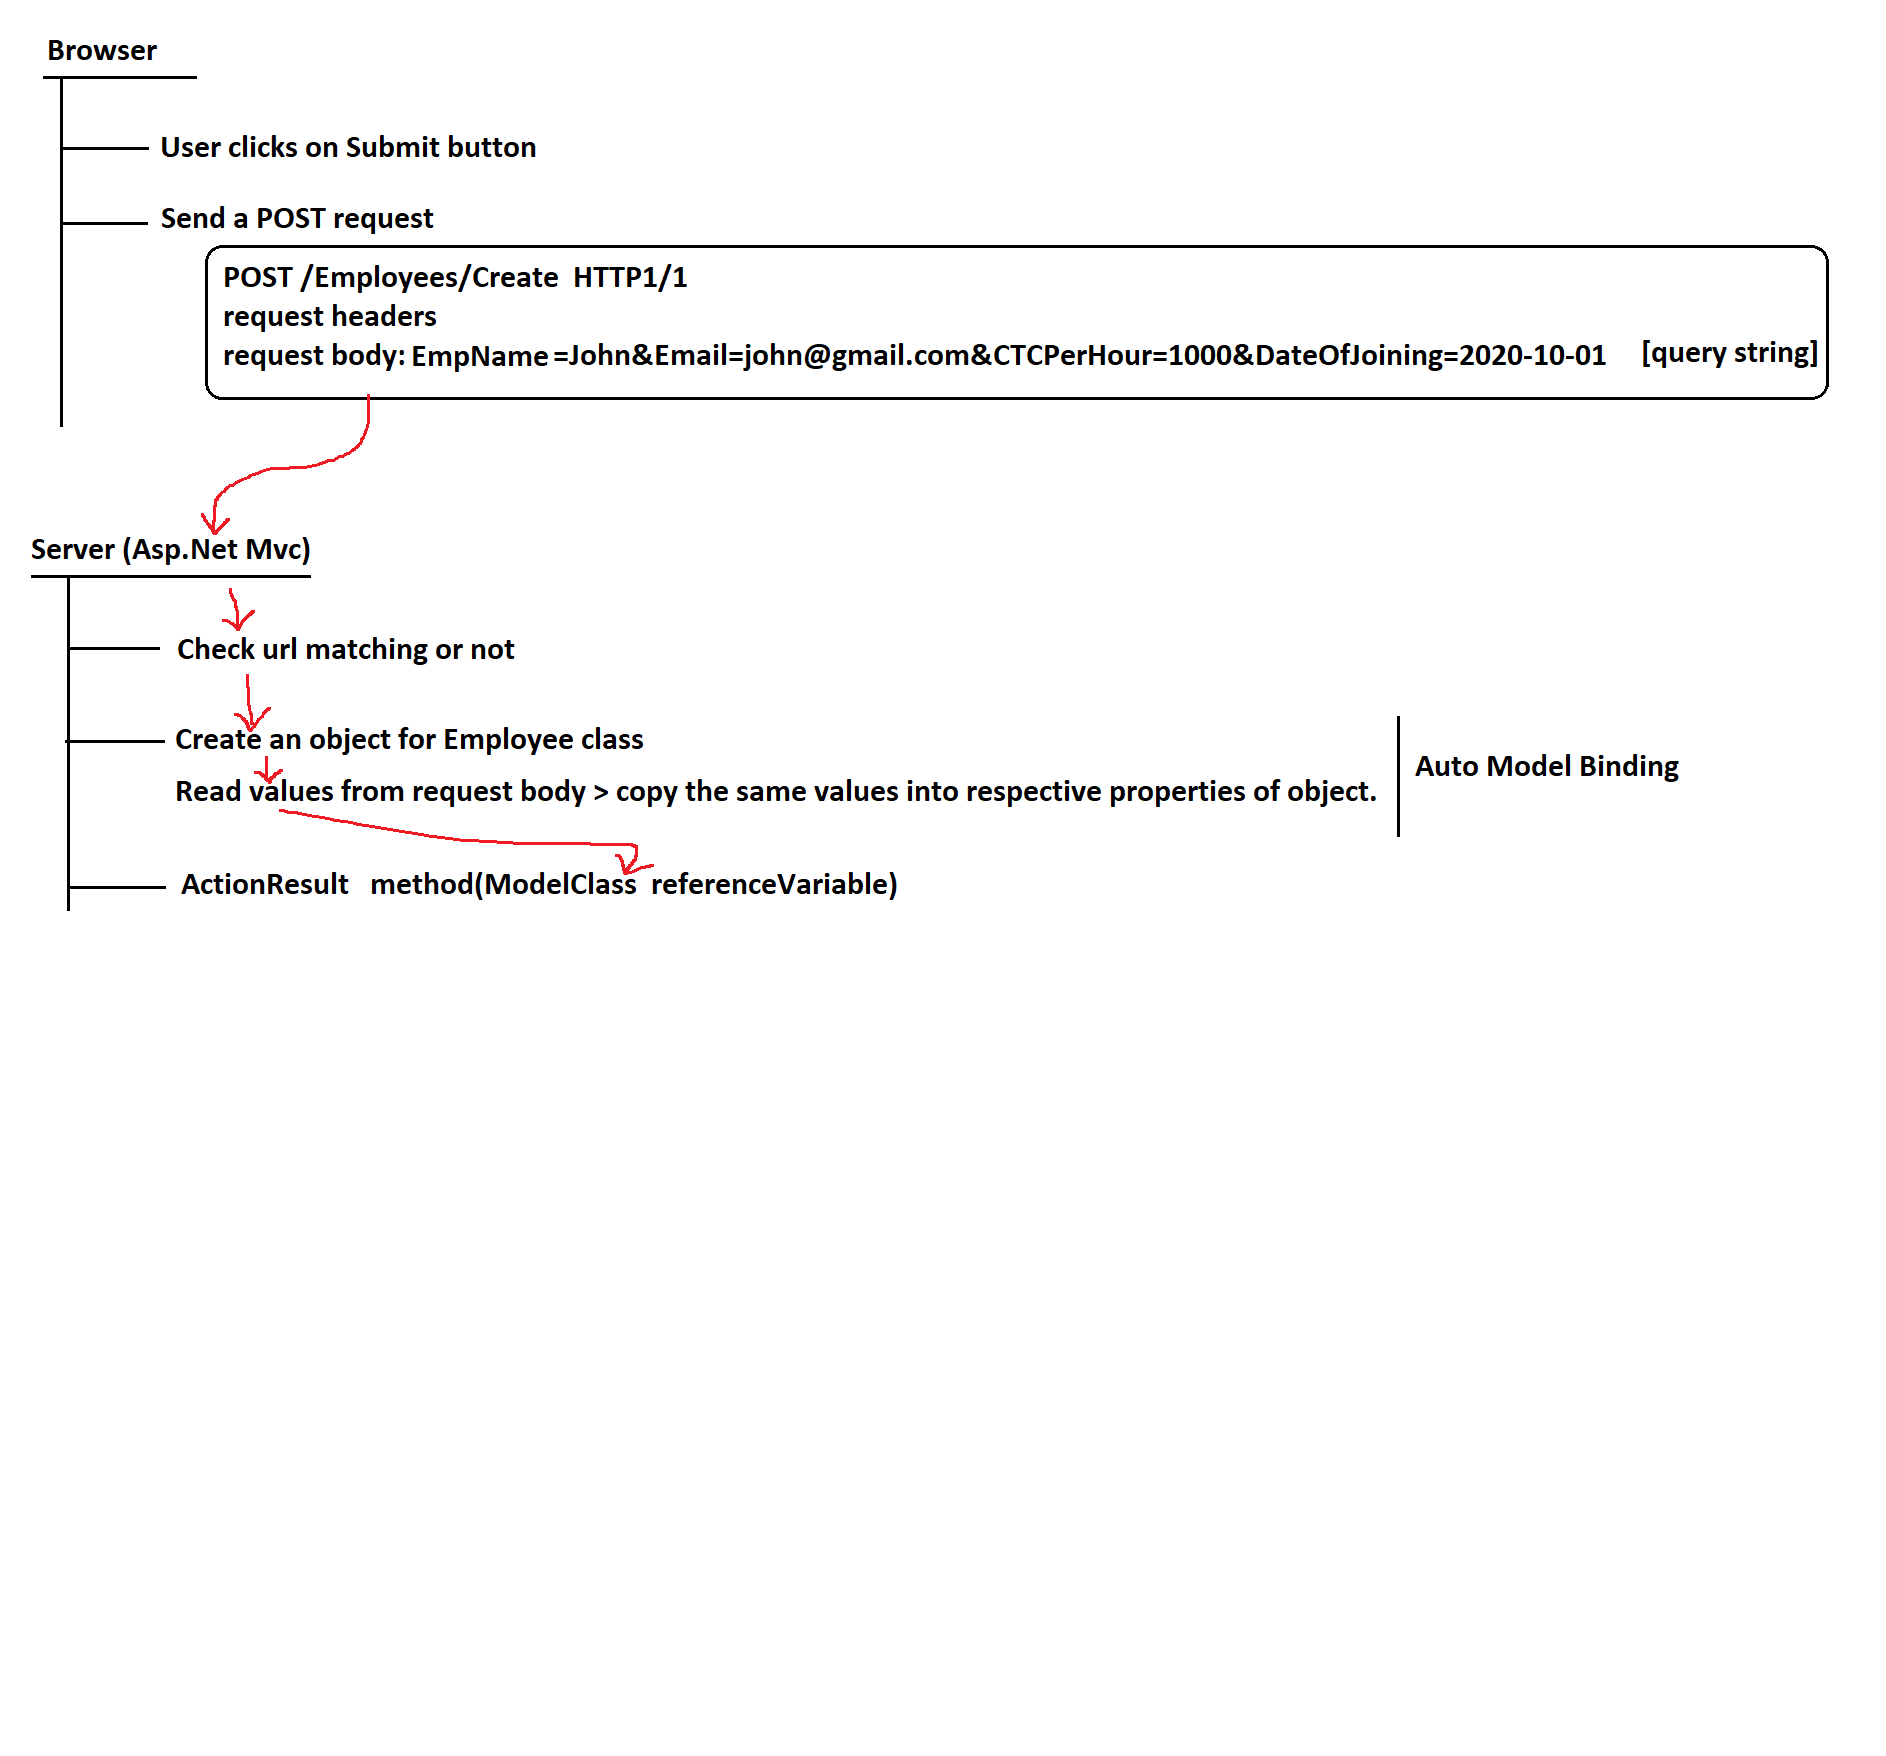 Browser
User clicks on Submit button
Send a POST request
POST /Employees/Create  HTTP1/1
request headers
request body: EmpName =John&Email=john@gmail.com&CTCPerHour=1000&DateOfJoining=2020-10-01 [query string]
Server (Asp.Net Mvc)
Check url matching or not
Create an object for Employee class
Auto Model Binding
Read values from request body > copy the same values into respective properties of object.
ActionResult method(ModelClass referenceVariable)